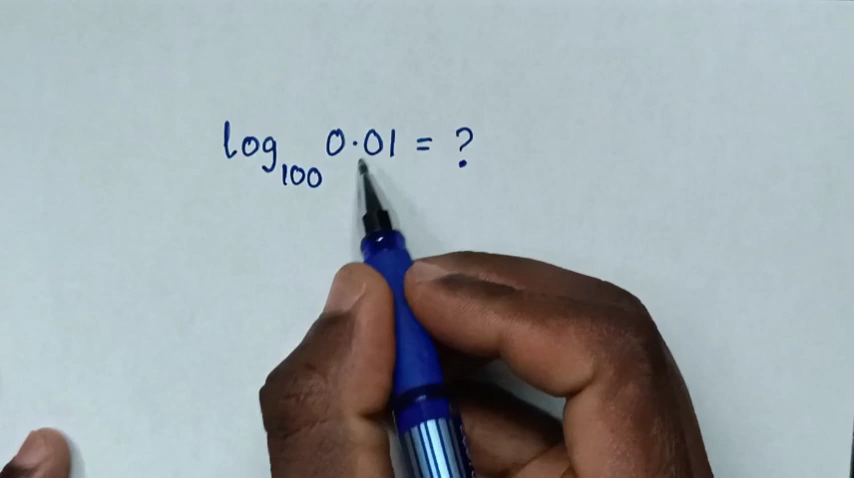 log₁₀₀ 0·01 = ?